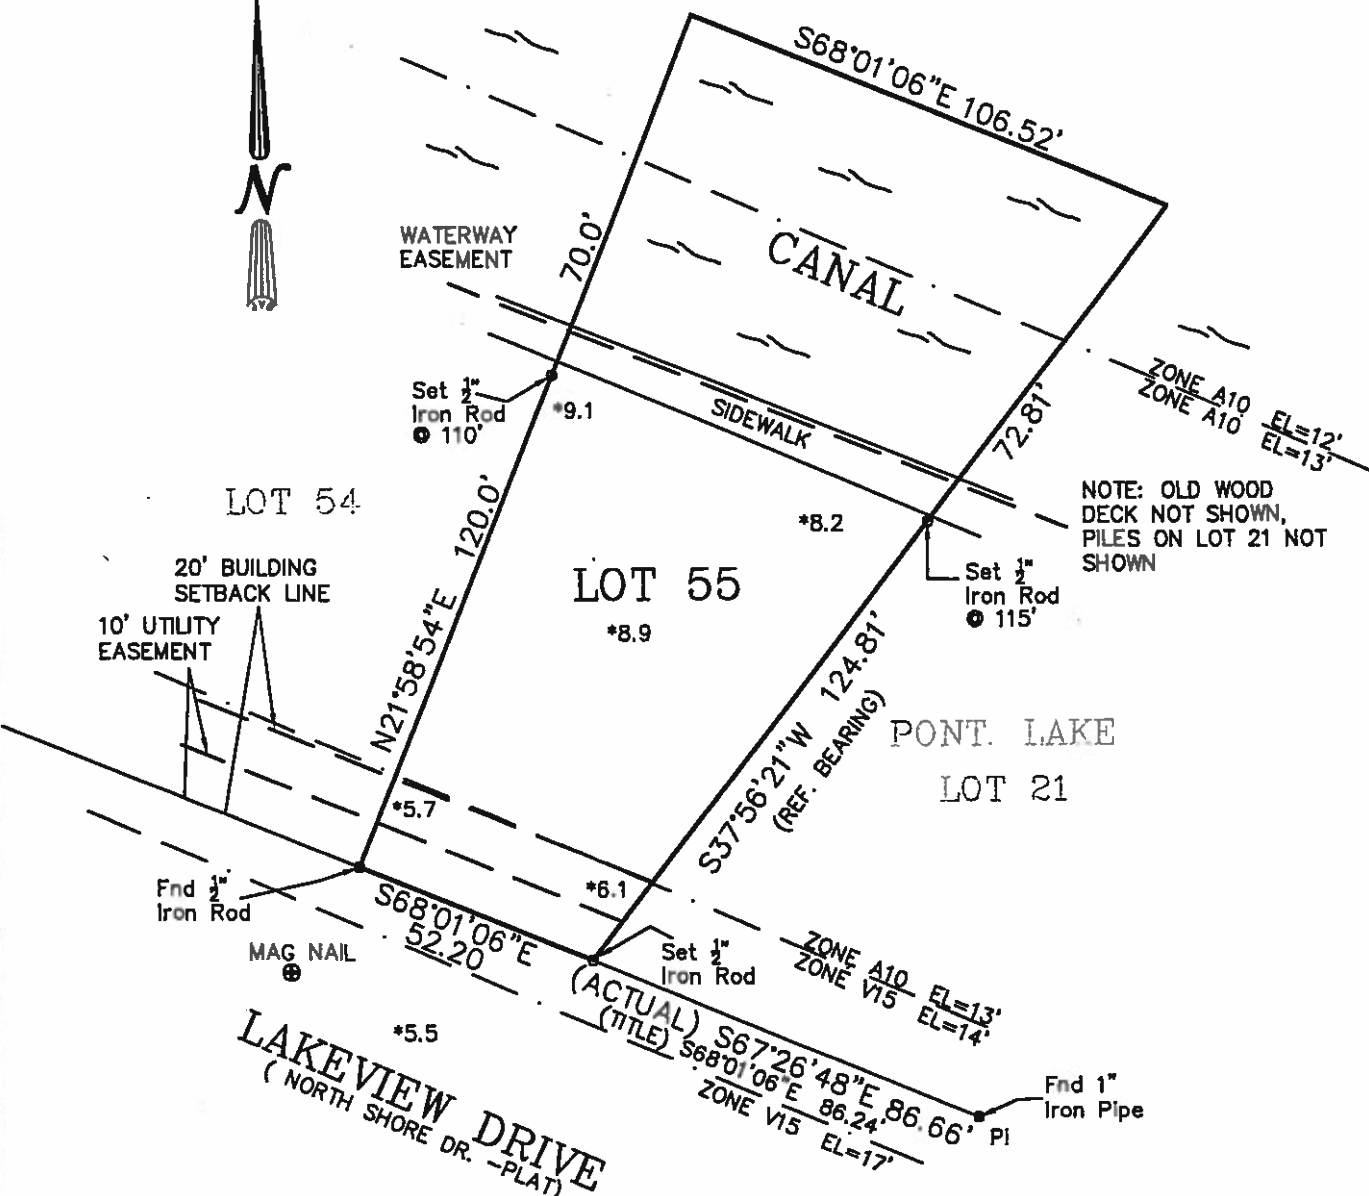 S68°01'06"E 106.52'
N
WATERWAY
EASEMENT
70.0'
CANAL
ZONE A10 EL=12'
ZONE A10 EL=13'
Set 1/2"
Iron Rod
@ 110'
*9.1
SIDEWALK
72.81'
LOT 54
120.0'
*8.2
NOTE: OLD WOOD
DECK NOT SHOWN,
PILES ON LOT 21 NOT
SHOWN
20' BUILDING
SETBACK LINE
LOT 55
Set 1/2"
Iron Rod
@ 115'
10' UTILITY
EASEMENT
*8.9
N21°58'54"E
124.81'
S37°56'21"W
(REF. BEARING)
PONT. LAKE
LOT 21
*5.7
*6.1
Fnd 1/2"
Iron Rod
S68°01'06"E
52.20
MAG NAIL
Set 1/2"
Iron Rod
ZONE A10 EL=13'
ZONE V15 EL=14'
(ACTUAL) S67°26'48"E 86.66'
(TITLE) S68°01'06"E 86.24'
ZONE V15 EL=17'
PI
Fnd 1"
Iron Pipe
*5.5
LAKEVIEW DRIVE
( NORTH SHORE DR. -PLAT)